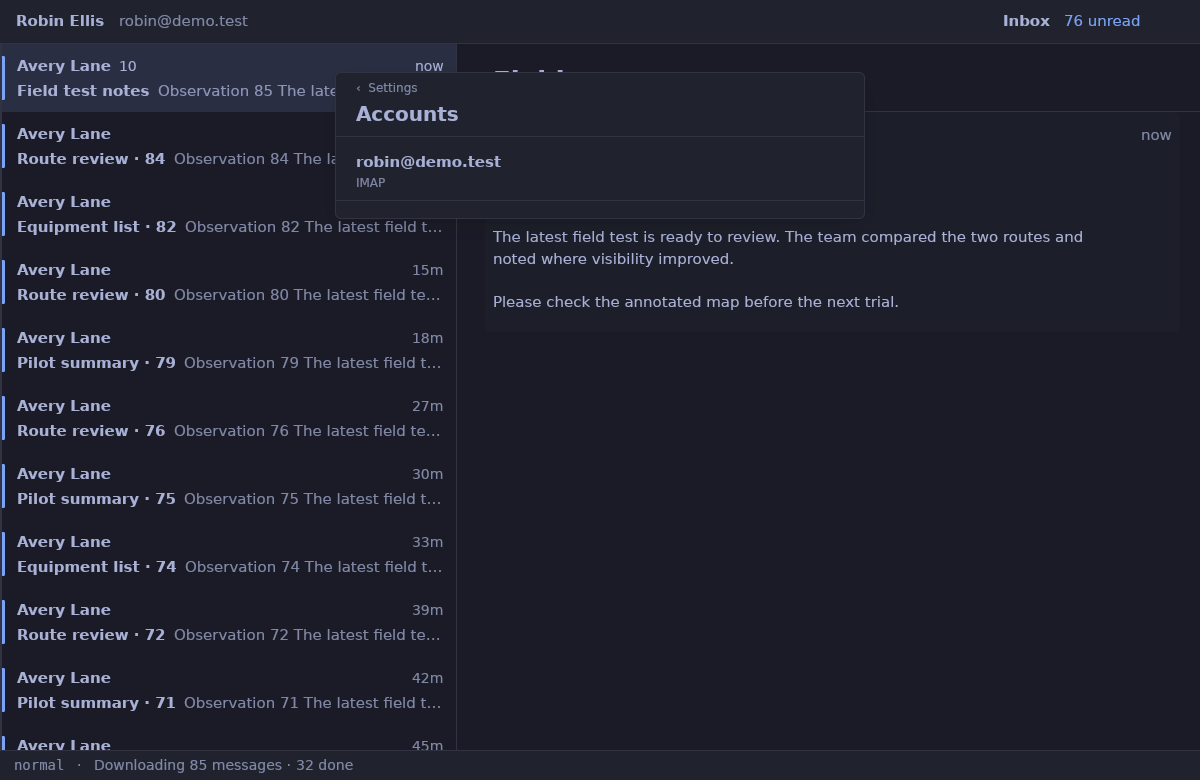 Robin Ellis robin@demo.test Inbox 76 unread
Avery Lane 10 now
Field test notes Observation 85 The late
Avery Lane
Route review · 84 Observation 84 The la
Avery Lane
Equipment list · 82 Observation 82 The latest field t…
Avery Lane 15m
Route review · 80 Observation 80 The latest field te…
Avery Lane 18m
Pilot summary · 79 Observation 79 The latest field t…
Avery Lane 27m
Route review · 76 Observation 76 The latest field te…
Avery Lane 30m
Pilot summary · 75 Observation 75 The latest field t…
Avery Lane 33m
Equipment list · 74 Observation 74 The latest field t…
Avery Lane 39m
Route review · 72 Observation 72 The latest field te…
Avery Lane 42m
Pilot summary · 71 Observation 71 The latest field t…
Avery Lane 45m
‹ Settings
Accounts
robin@demo.test
IMAP
now
The latest field test is ready to review. The team compared the two routes and
noted where visibility improved.
Please check the annotated map before the next trial.
normal · Downloading 85 messages · 32 done